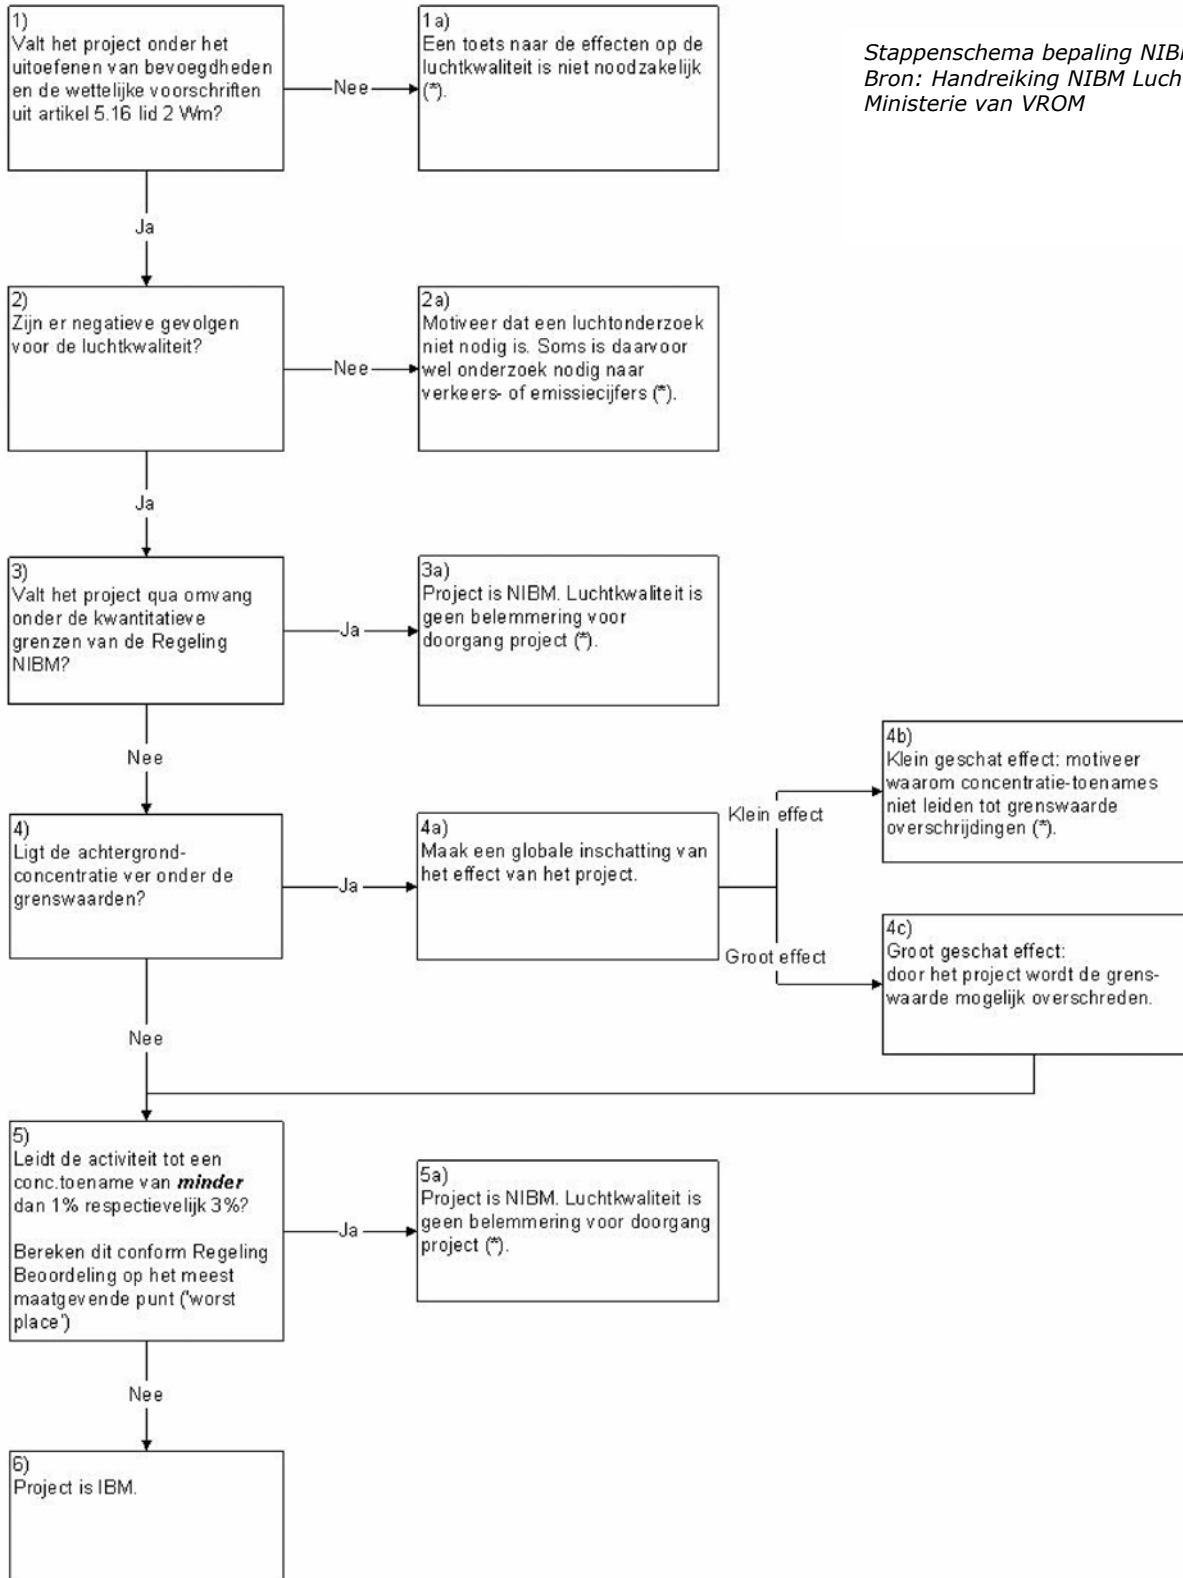 1)
Valt het project onder het
uitoefenen van bevoegdheden
en de wettelijke voorschriften
uit artikel 5.16 lid 2 Wm?
Nee
1a)
Een toets naar de effecten op de
luchtkwaliteit is niet noodzakelijk
(*).
Stappenschema bepaling
Bron: Handreiking NIBM
Ministerie van VROM
Ja
2)
Zijn er negatieve gevolgen
voor de luchtkwaliteit?
Nee
2a)
Motiveer dat een luchtonderzoek
niet nodig is. Soms is daarvoor
wel onderzoek nodig naar
verkeers- of emissiecijfers (*).
Ja
3)
Valt het project qua omvang
onder de kwantitatieve
grenzen van de Regeling
NIBM?
Ja
3a)
Project is NIBM. Luchtkwaliteit is
geen belemmering voor
doorgang project (*).
Nee
4)
Ligt de achtergrond-
concentratie ver onder de
grenswaarden?
Ja
4a)
Maak een globale inschatting van
het effect van het project.
Klein effect
4b)
Klein geschat effect: motiveer
waarom concentratie-toenames
niet leiden tot grenswaarde
overschrijdingen (*).
Groot effect
4c)
Groot geschat effect:
door het project wordt de grens-
waarde mogelijk overschreden.
Nee
5)
Leidt de activiteit tot een
conc.toename van minder
dan 1% respectievelijk 3%?
Bereken dit conform Regeling
Beoordeling op het meest
maatgevende punt ('worst
place')
Ja
5a)
Project is NIBM. Luchtkwaliteit is
geen belemmering voor doorgang
project (*).
Nee
6)
Project is IBM.